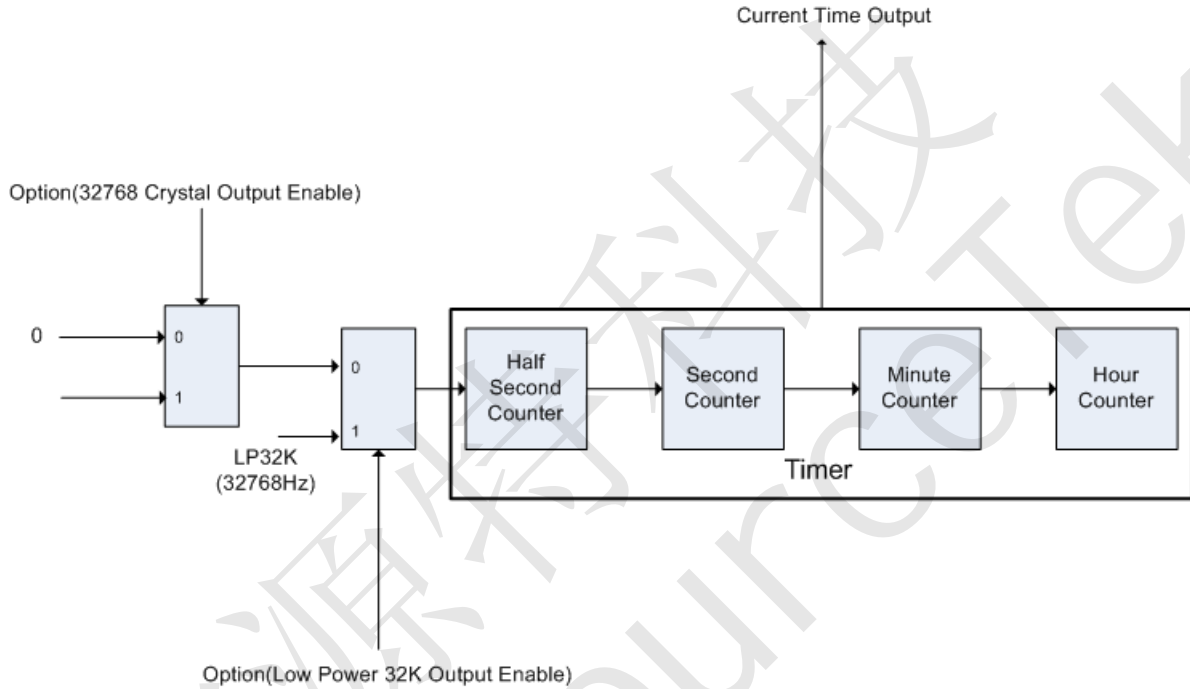 Current Time Output
Option(32768 Crystal Output Enable)
0
0
1
0
1
LP32K
(32768Hz)
Half
Second
Counter
Second
Counter
Minute
Counter
Hour
Counter
Timer
Option(Low Power 32K Output Enable)
源特科技
ourceTek